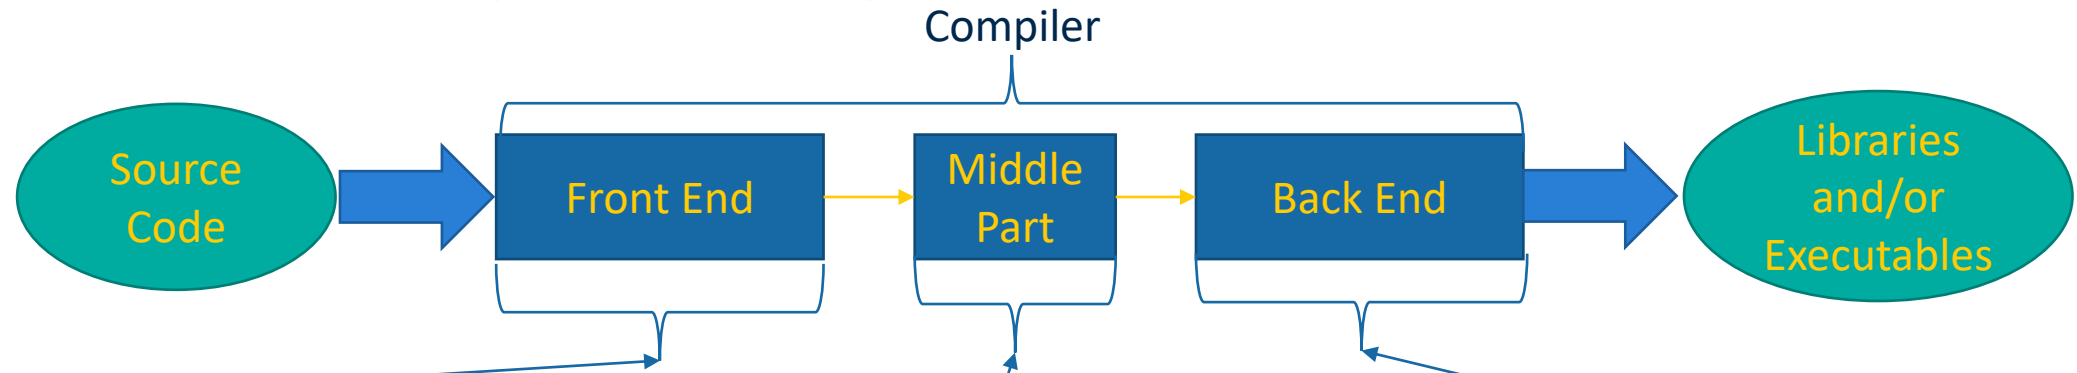 Compiler
Source
Code
Front End
Middle
Part
Back End
Libraries
and/or
Executables